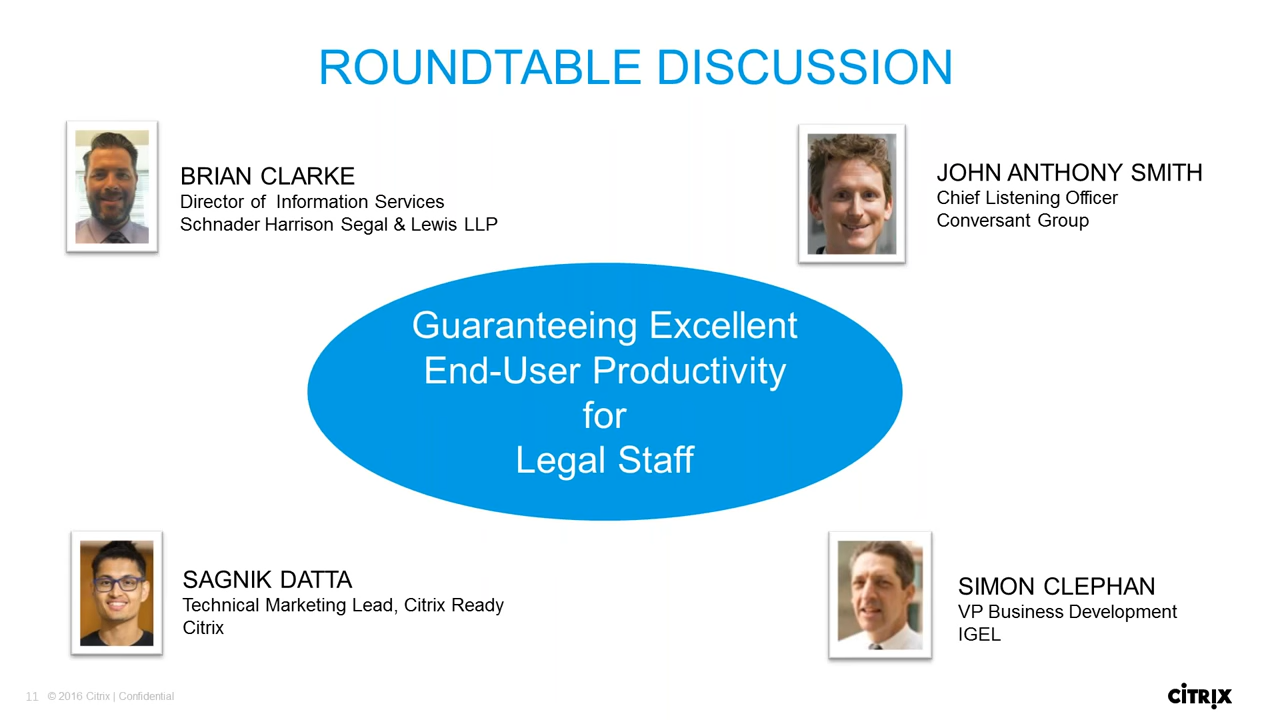 ROUNDTABLE DISCUSSION
BRIAN CLARKE
Director of Information Services
Schnader Harrison Segal & Lewis LLP
JOHN ANTHONY SMITH
Chief Listening Officer
Conversant Group
Guaranteeing Excellent
End-User Productivity
for
Legal Staff
SAGNIK DATTA
Technical Marketing Lead, Citrix Ready
Citrix
SIMON CLEPHAN
VP Business Development
IGEL
11 © 2016 Citrix | Confidential
CITRIX